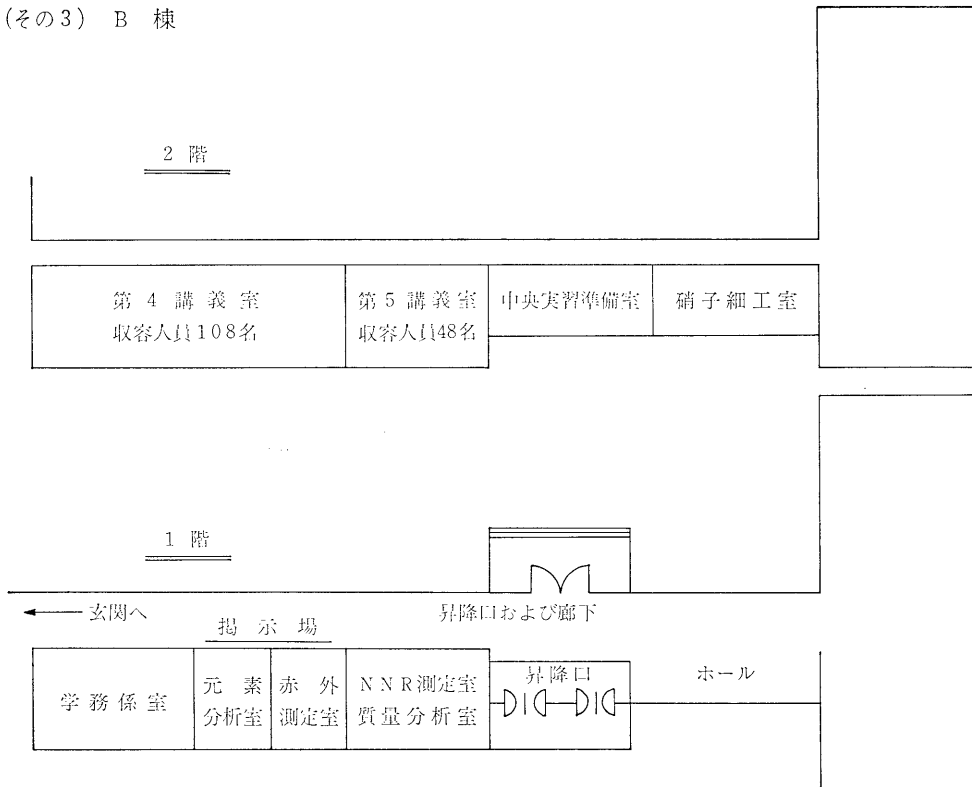 (その3) B 棟
2 階
第 4 講 義 室
収容人員108名
第 5 講 義 室
収容人員48名
中央実習準備室
硝子細工室
1 階
玄関へ
昇降口および廊下
掲 示 場
学 務 係 室
元 素
分析室
赤 外
測定室
NNR測定室
質量分析室
昇降口
ホール